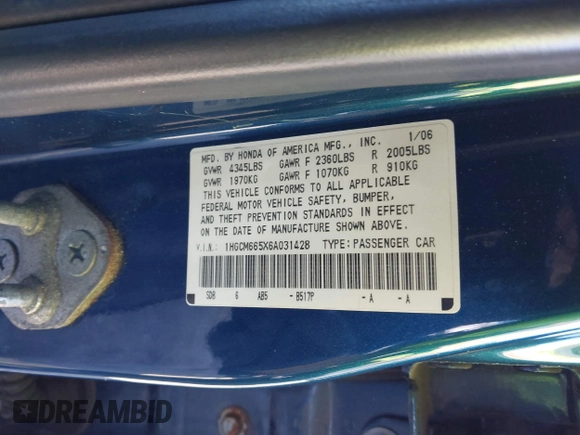 MFD. BY HONDA OF AMERICA MFG., INC. 1/06
GVWR 4345LBS GAWR F 2360LBS R 2005LBS
GVWR 1970KG GAWR F 1070KG R 910KG
THIS VEHICLE CONFORMS TO ALL APPLICABLE
FEDERAL MOTOR VEHICLE SAFETY, BUMPER,
AND THEFT PREVENTION STANDARDS IN EFFECT
ON THE DATE OF MANUFACTURE SHOWN ABOVE.
V.I.N.: 1HGCM665X6A031428 TYPE: PASSENGER CAR
SDB 6 AB5 - B517P - A - A
DREAMBID